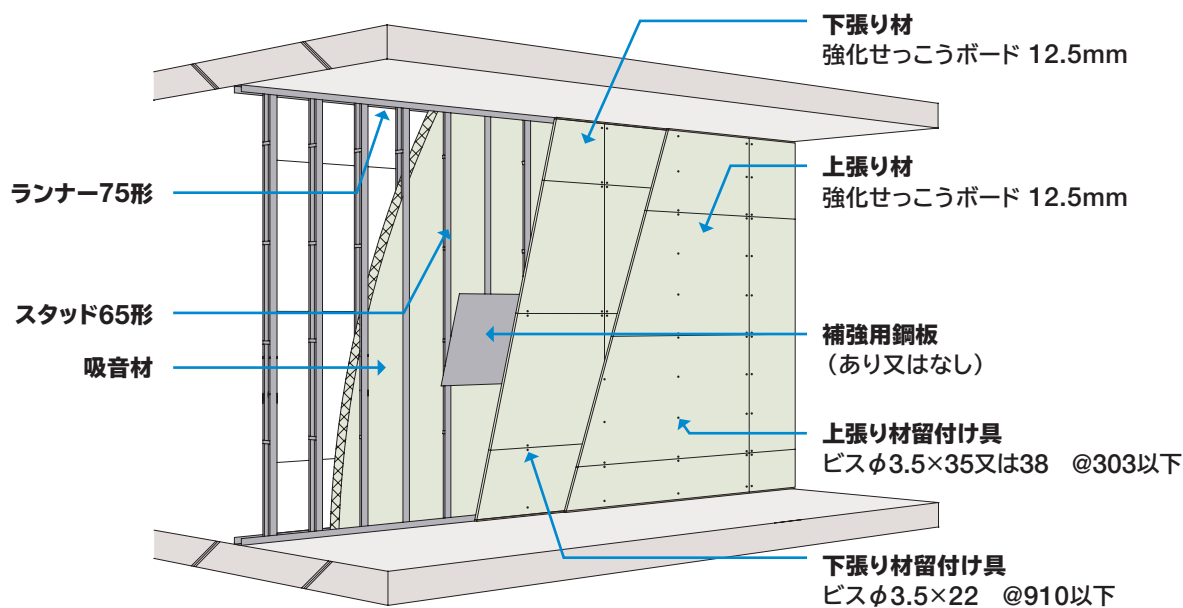 下張り材
強化せっこうボード 12.5mm
上張り材
強化せっこうボード 12.5mm
ランナー75形
スタッド65形
吸音材
補強用鋼板
（あり又はなし）
上張り材留付け具
ビスφ3.5×35又は38 @303以下
下張り材留付け具
ビスφ3.5×22 @910以下